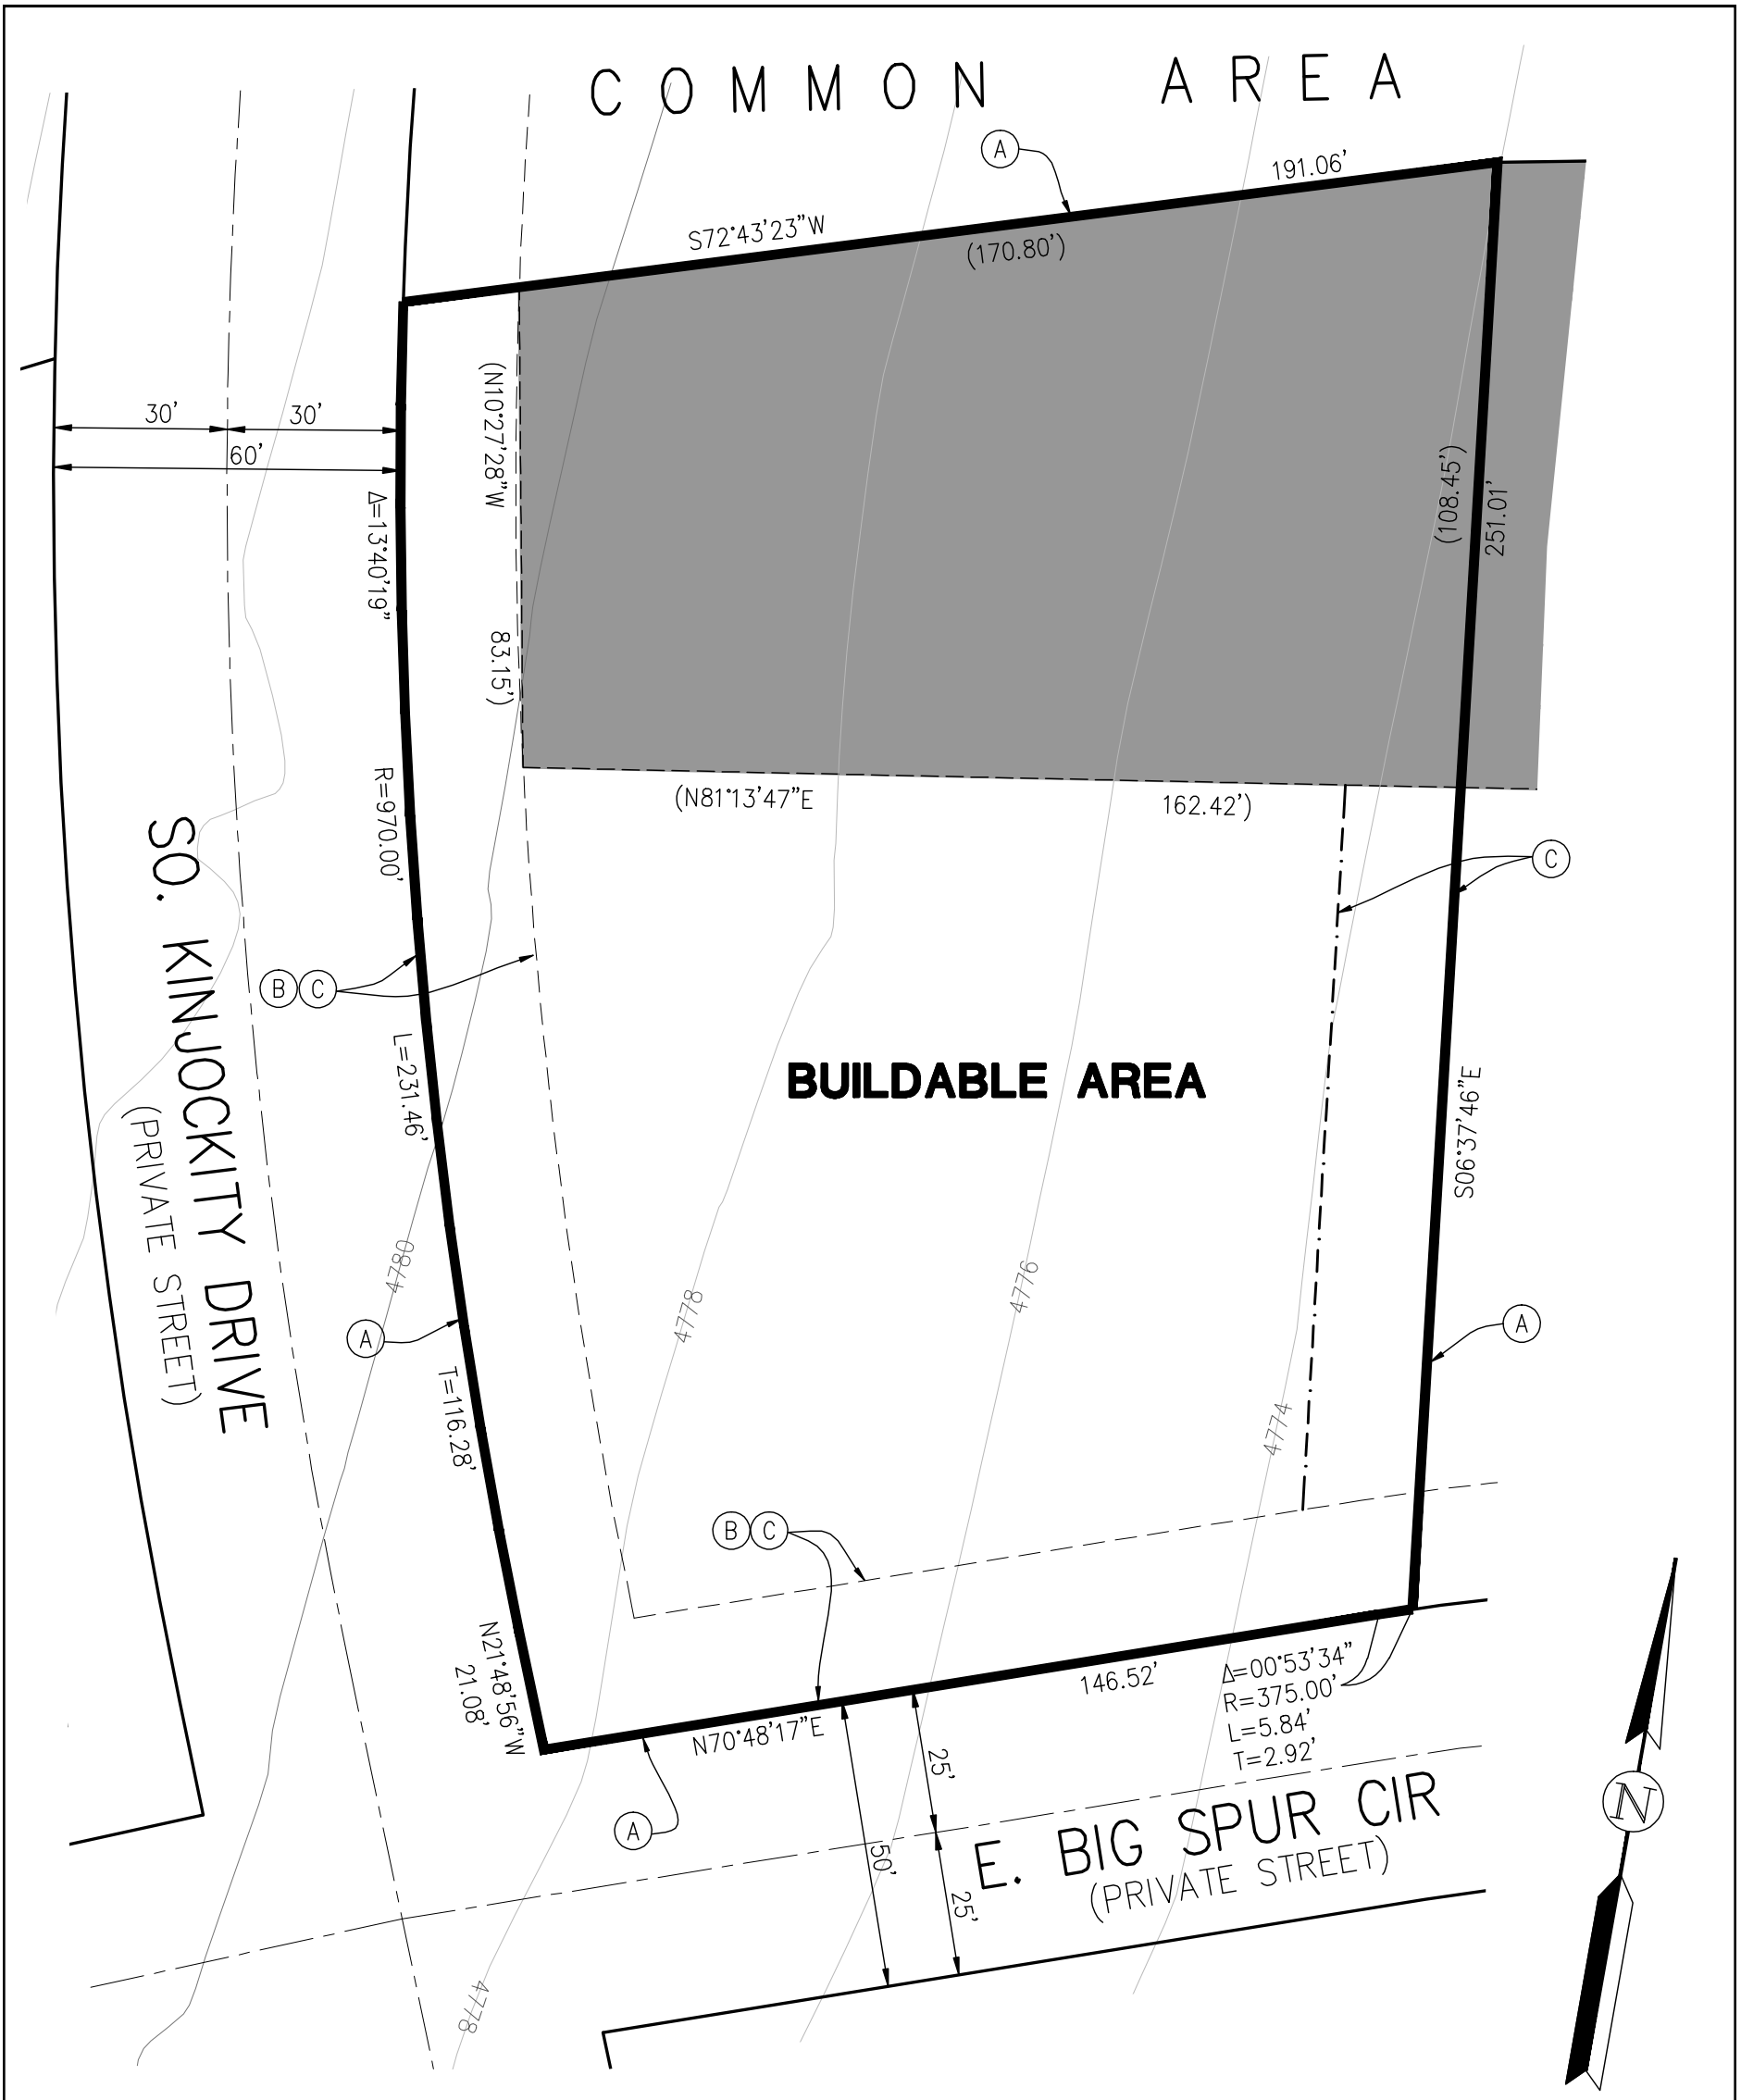 COMMON AREA
A
191.06'
S72°43'23"W
(170.80')
(N10°27'28"W
83.15')
30'
30'
60'
Δ=13°40'19"
R=970.00'
L=231.46'
T=116.28'
(108.45')
251.01'
(N81°13'47"E
162.42')
C
SO. KINJOCKITY DRIVE
(PRIVATE STREET)
B C
BUILDABLE AREA
S06°37'46"E
4780
4778
4776
4774
A
A
B C
N21°48'56"W
21.08'
N70°48'17"E
146.52'
Δ=00°53'34"
R=375.00'
L=5.84'
T=2.92'
A
25'
50'
25'
E. BIG SPUR CIR
(PRIVATE STREET)
N
4778